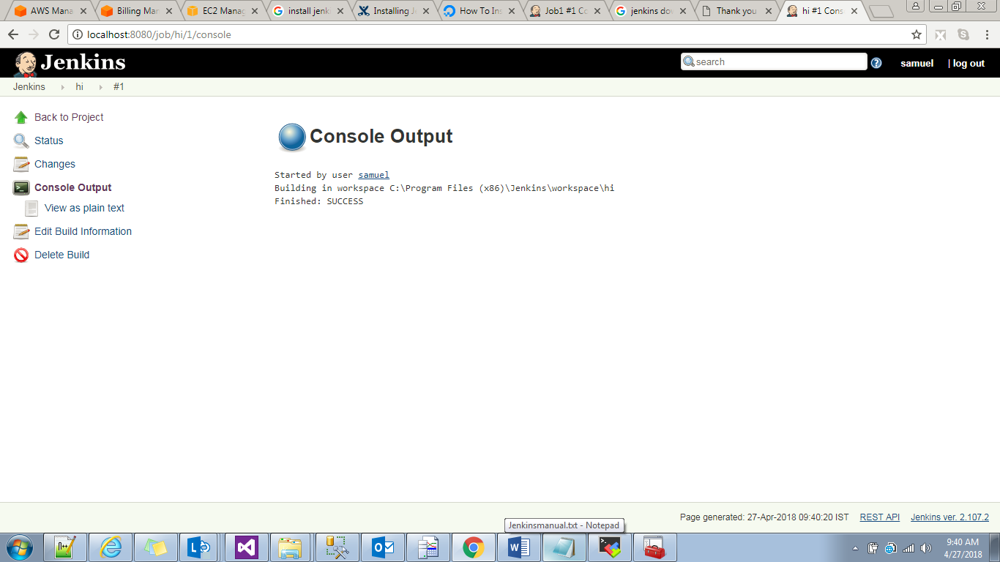 AWS Mana
Billing Mar
EC2 Manag
install jenki
Installing J
How To Ins
Job1 #1 Co
jenkins dow
Thank you
hi #1 Cons
localhost:8080/job/hi/1/console
Jenkins
search
samuel
| log out
Jenkins
hi
#1
Back to Project
Status
Changes
Console Output
View as plain text
Edit Build Information
Delete Build
Console Output
Started by user samuel
Building in workspace C:\Program Files (x86)\Jenkins\workspace\hi
Finished: SUCCESS
Page generated: 27-Apr-2018 09:40:20 IST
REST API
Jenkins ver. 2.107.2
Jenkinsmanual.txt - Notepad
9:40 AM
4/27/2018